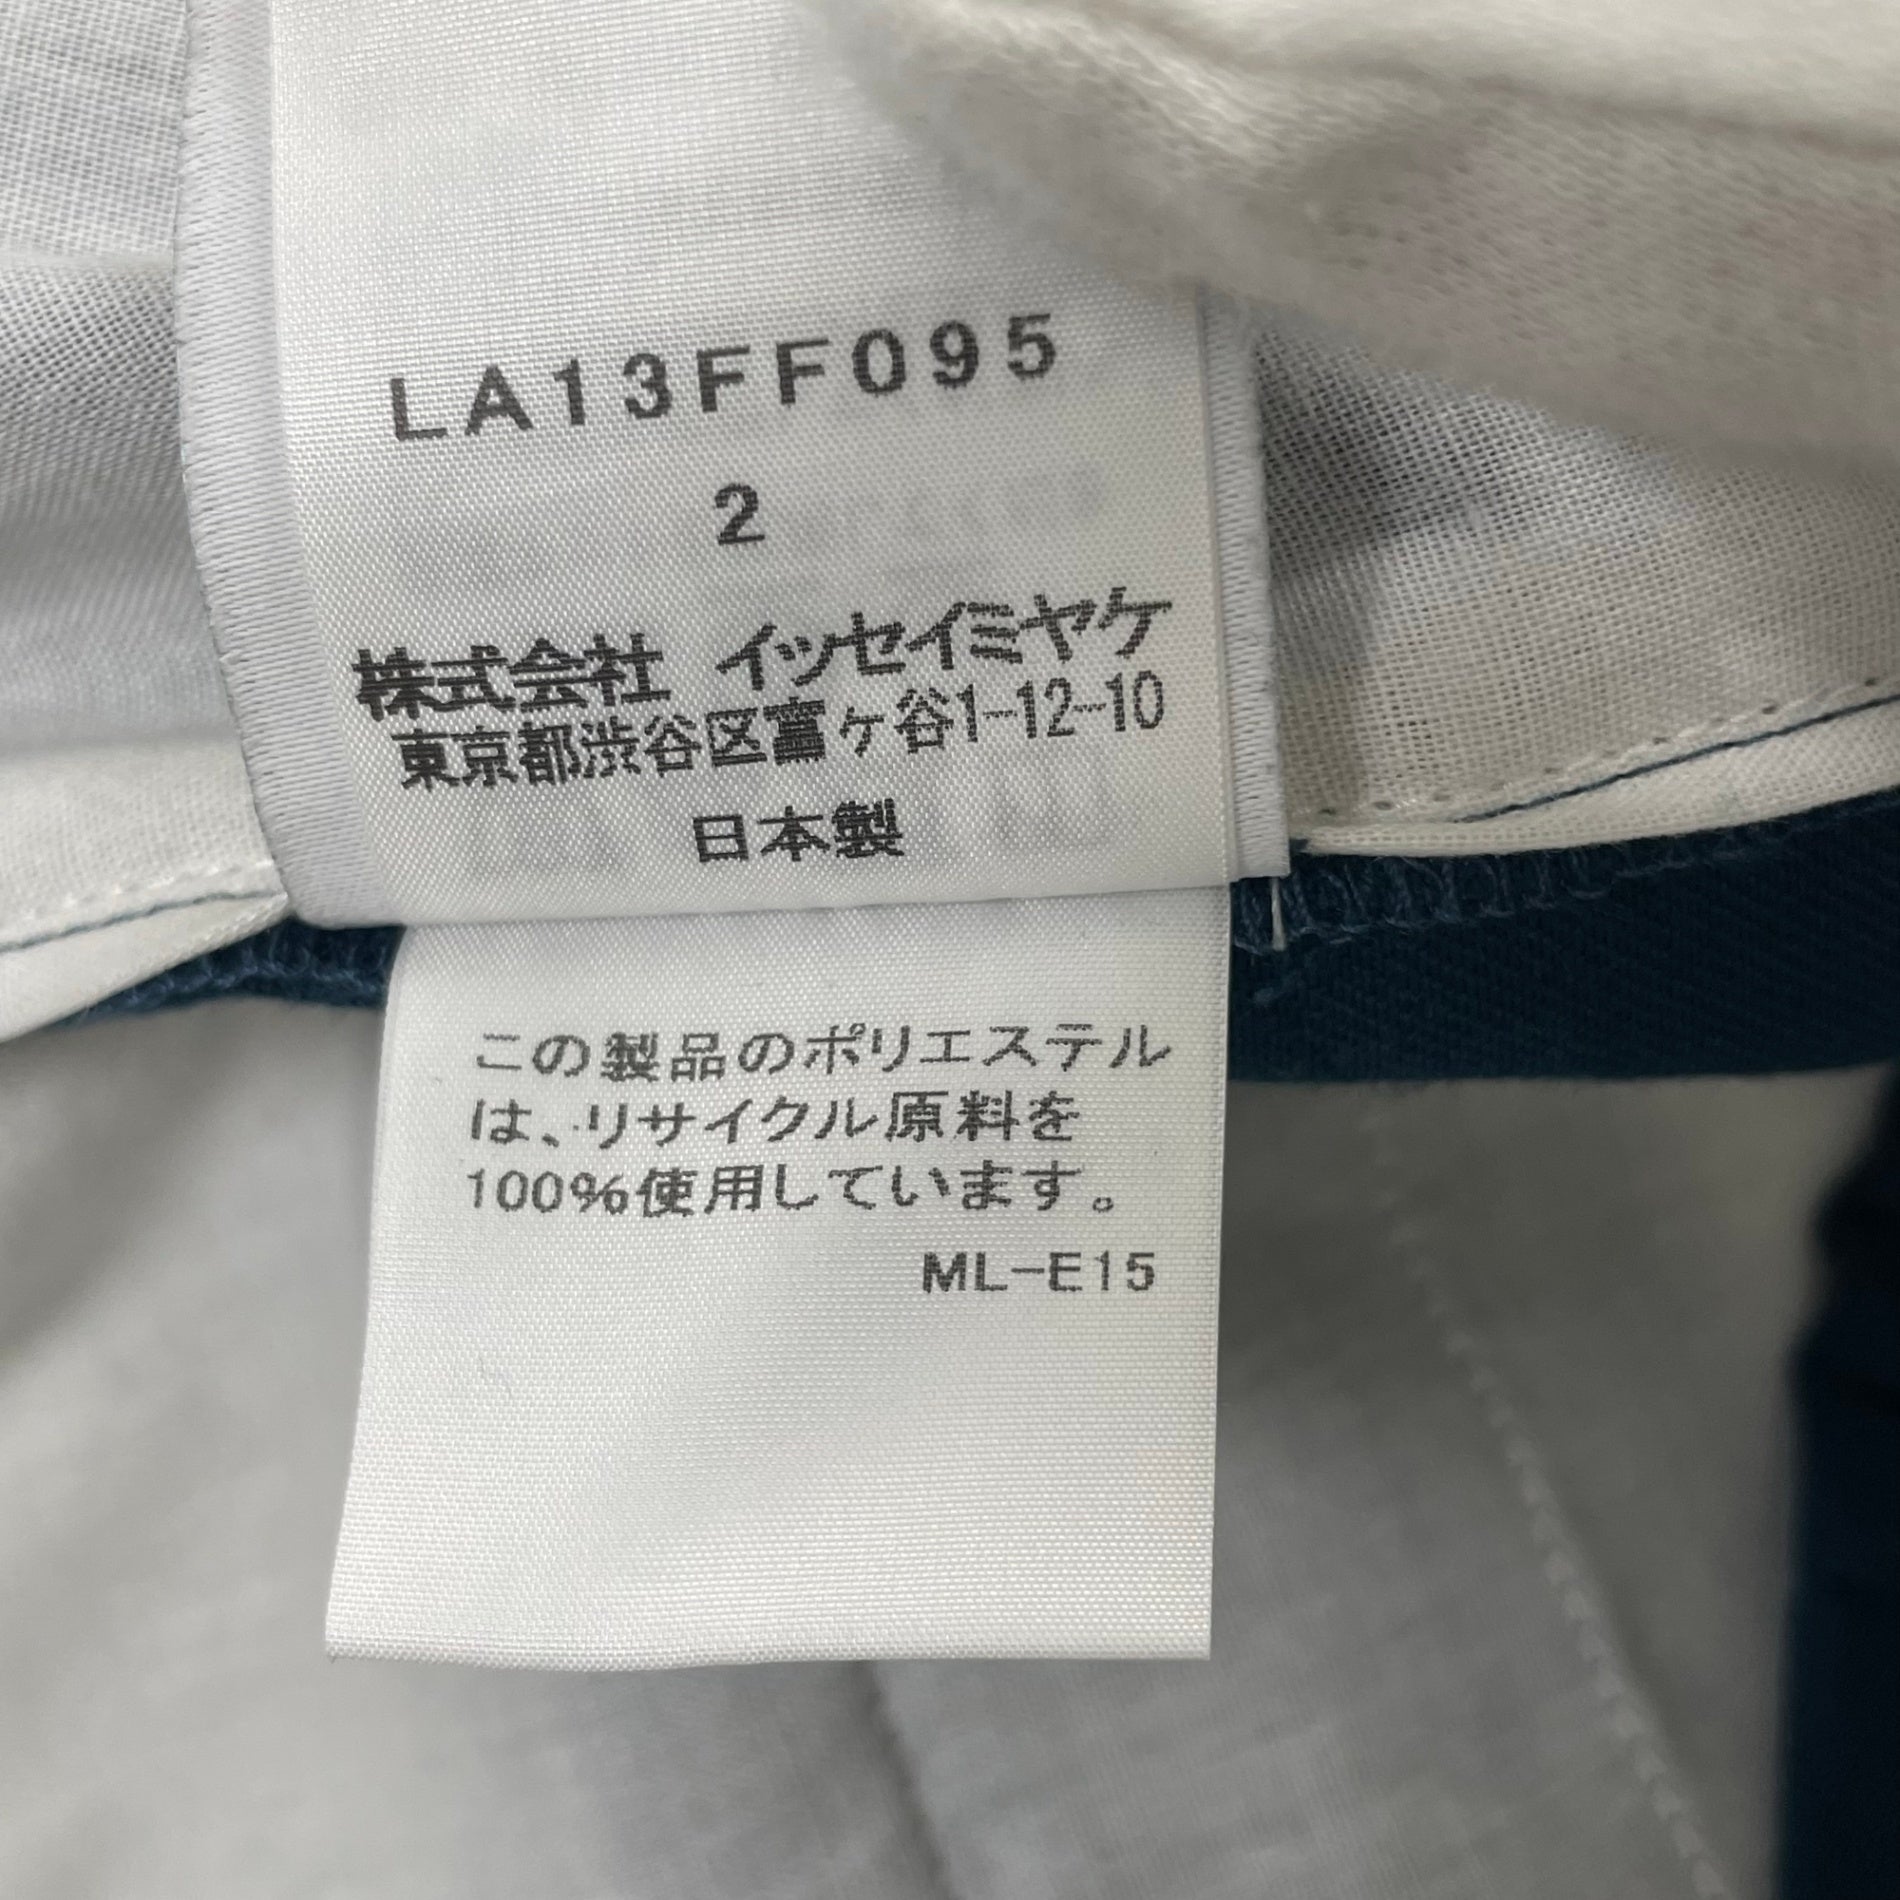 LA13FF095
2
株式会社 イッセイミヤケ
東京都渋谷区富ヶ谷1-12-10
日本製
この製品のポリエステル
は、リサイクル原料を
100%使用しています。
ML-E15